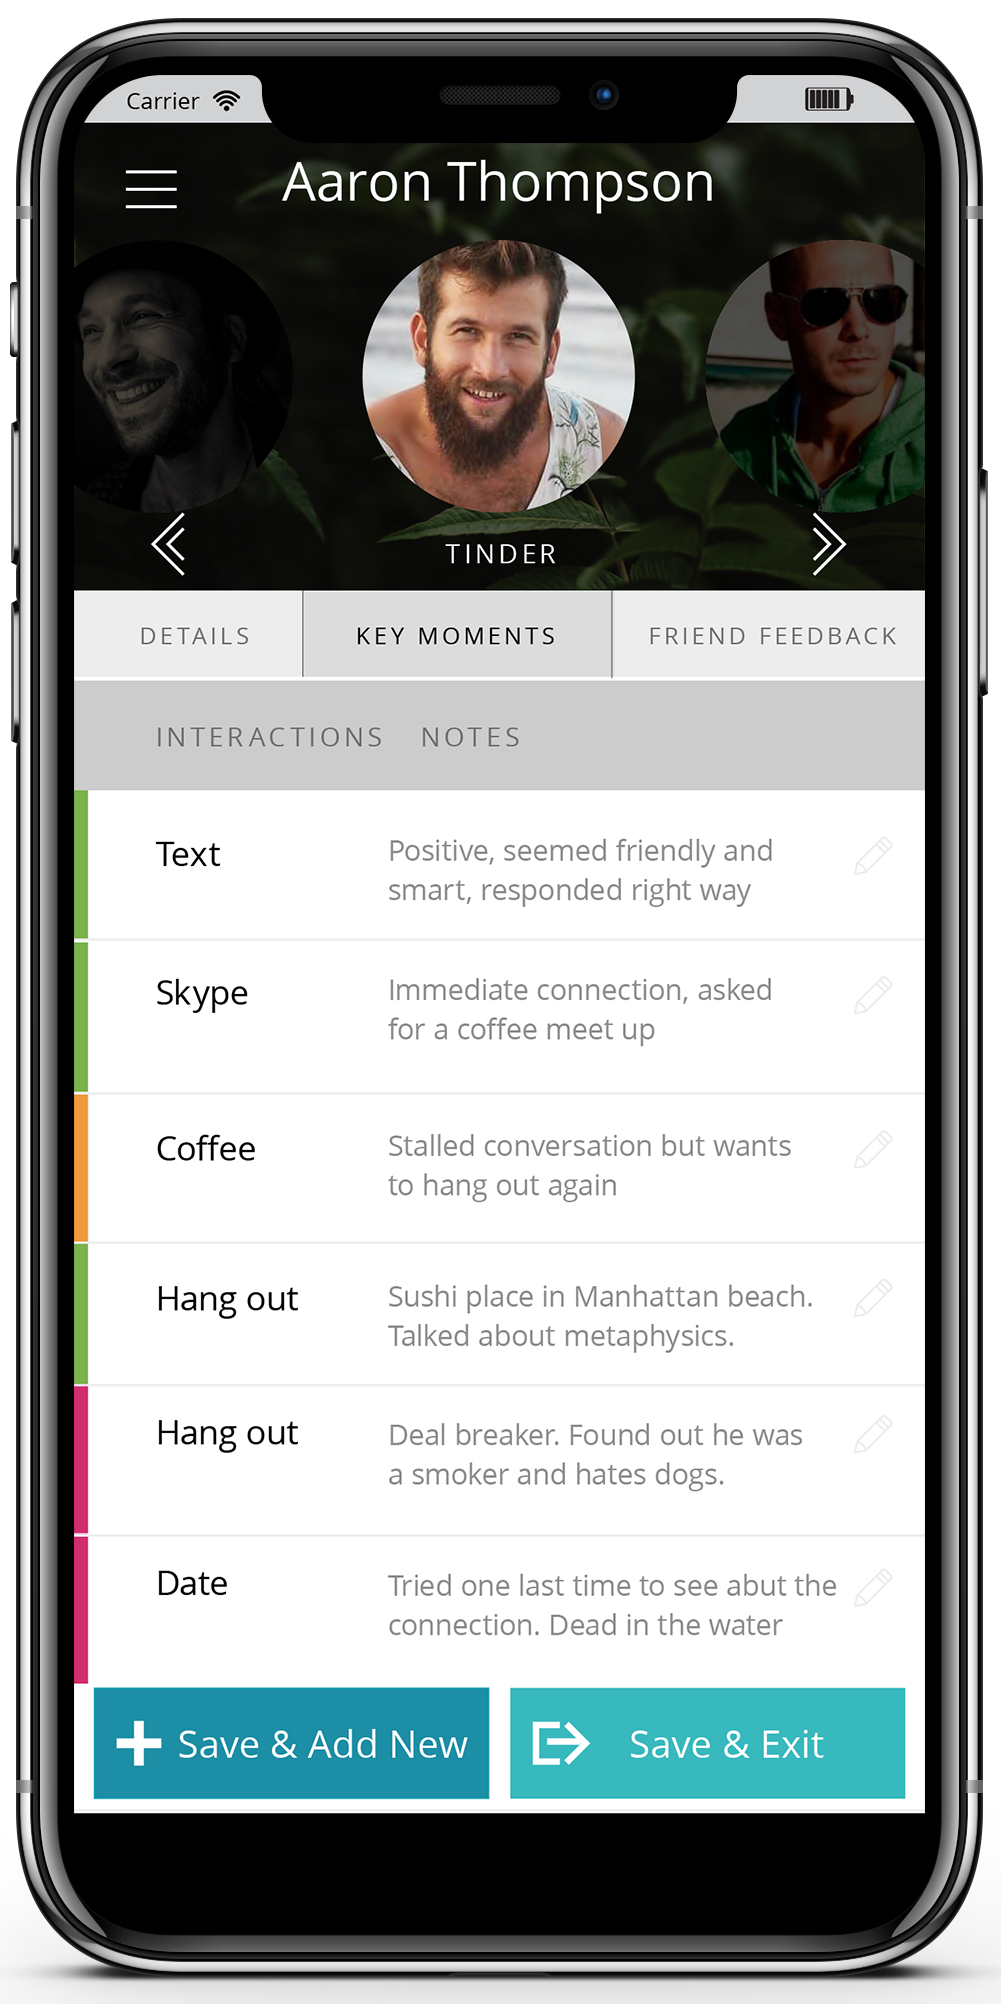 Carrier
Aaron Thompson
TINDER
DETAILS KEY MOMENTS FRIEND FEEDBACK
INTERACTIONS NOTES
Text
Positive, seemed friendly and
smart, responded right way
Skype
Immediate connection, asked
for a coffee meet up
Coffee
Stalled conversation but wants
to hang out again
Hang out
Sushi place in Manhattan beach.
Talked about metaphysics.
Hang out
Deal breaker. Found out he was
a smoker and hates dogs.
Date
Tried one last time to see abut the
connection. Dead in the water
Save & Add New
Save & Exit